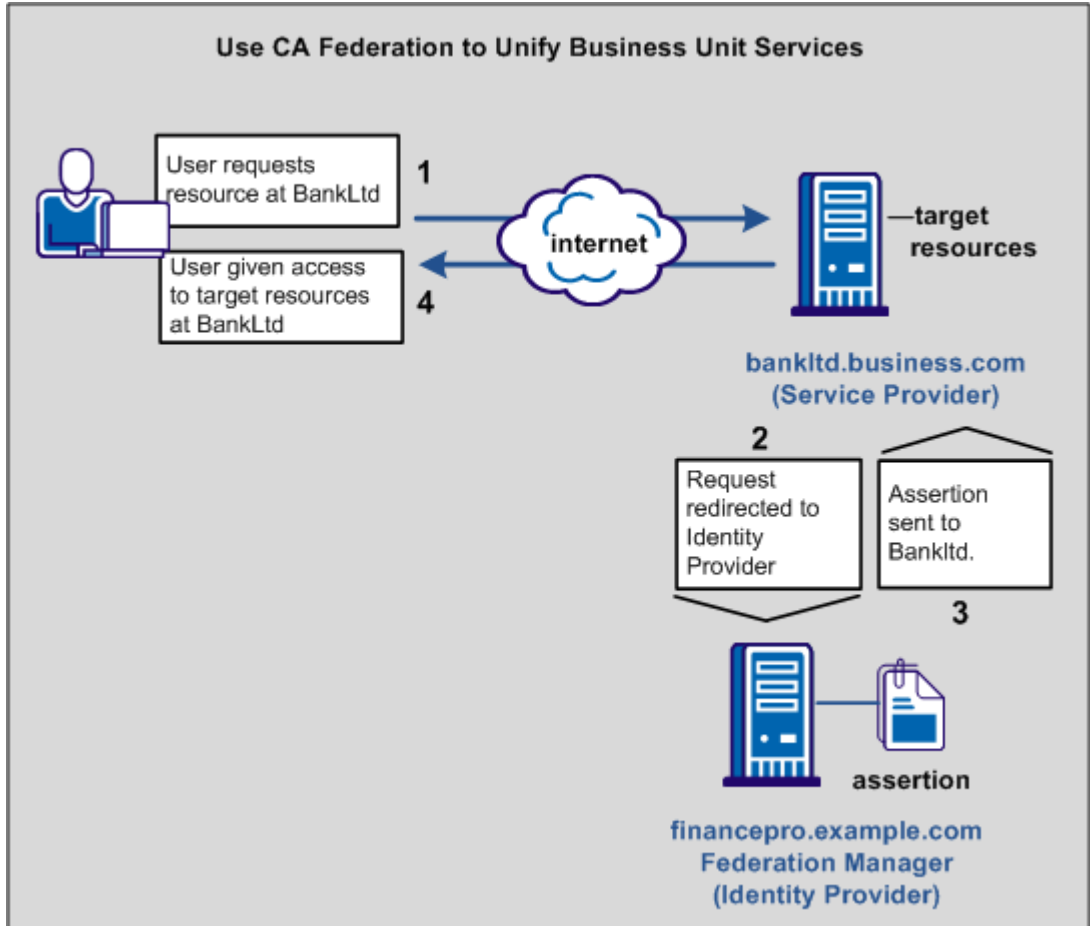 Use CA Federation to Unify Business Unit Services
User requests
resource at BankLtd
1
internet
target
resources
User given access
to target resources
at BankLtd
4
bankltd.business.com
(Service Provider)
2
Request
redirected to
Identity
Provider
Assertion
sent to
Bankltd.
3
assertion
financepro.example.com
Federation Manager
(Identity Provider)